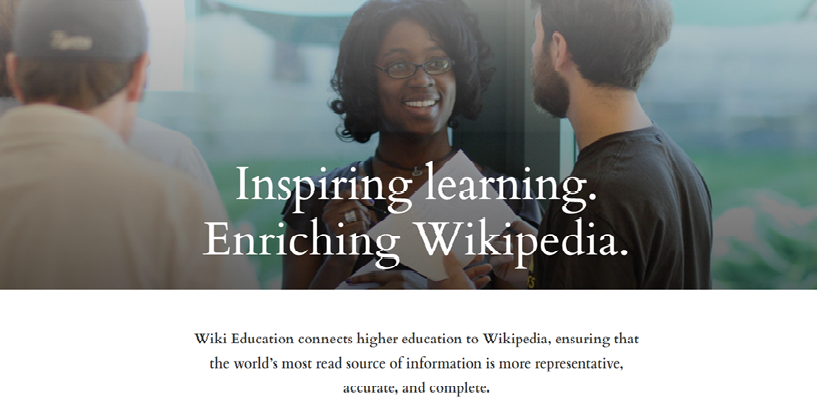 Inspiring learning.
Enriching Wikipedia.
Wiki Education connects higher education to Wikipedia, ensuring that
the world's most read source of information is more representative,
accurate, and complete.